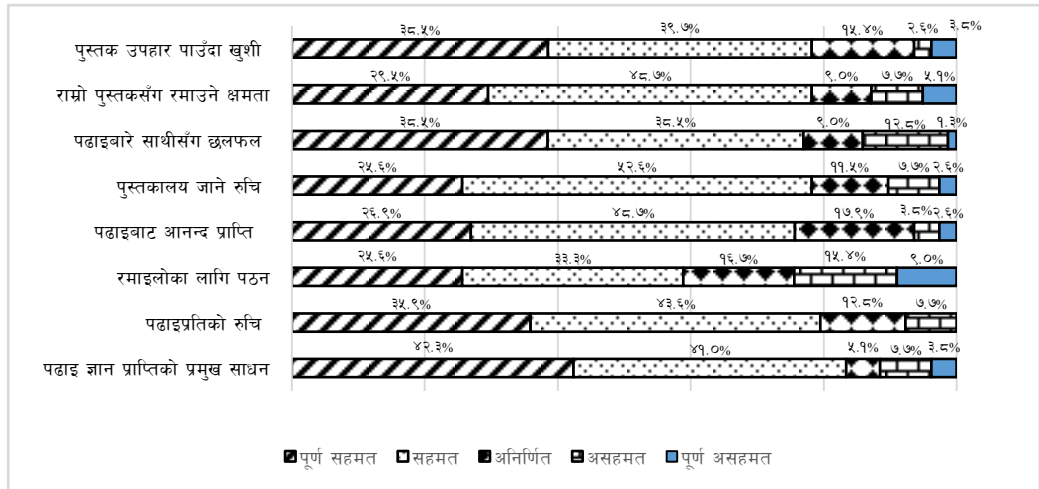 ३८.५% ३९.७% १५.४% २.६% ३.८%
पुस्तक उपहार पाउँदा खुशी
२९.५% ४८.७% ९.०% ७.७% ५.१%
राम्रो पुस्तकसँग रमाउने क्षमता
३८.५% ३८.५% ९.०% १२.८% १.३%
पढाइबारे साथीसँग छलफल
२५.६% ५२.६% ११.५% ७.७% २.६%
पुस्तकालय जाने रुचि
२६.९% ४८.७% १७.९% ३.८% २.६%
पढाइबाट आनन्द प्राप्ति
२५.६% ३३.३% १६.७% १५.४% ९.०%
रमाइलोका लागि पठन
३५.९% ४३.६% १२.८% ७.७%
पढाइप्रतिको रुचि
४२.३% ४१.०% ५.१% ७.७% ३.८%
पढाइ ज्ञान प्राप्तिको प्रमुख साधन
पूर्ण सहमत सहमत अनिर्णित असहमत पूर्ण असहमत